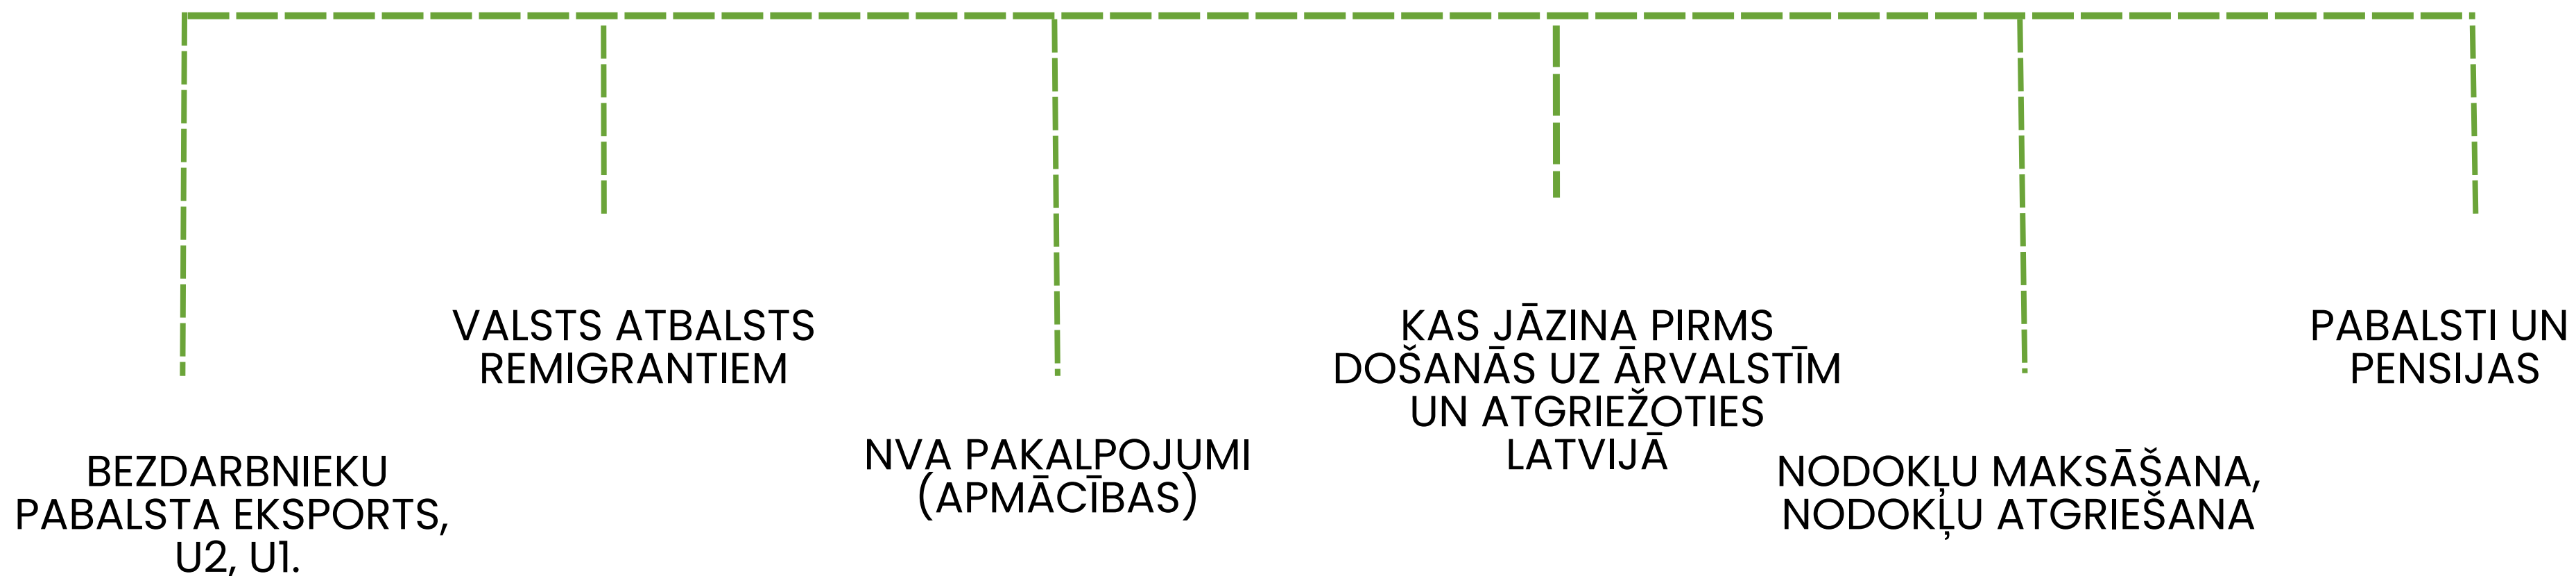 BEZDARBNIEKU
PABALSTA EKSPORTS,
U2, U1.
VALSTS ATBALSTS
REMIGRANTIEM
NVA PAKALPOJUMI
(APMĀCĪBAS)
KAS JĀZINA PIRMS
DOŠANĀS UZ ĀRVALSTĪM
UN ATGRIEŽOTIES
LATVIJĀ
NODOKĻU MAKSĀŠANA,
NODOKĻU ATGRIEŠANA
PABALSTI UN
PENSIJAS